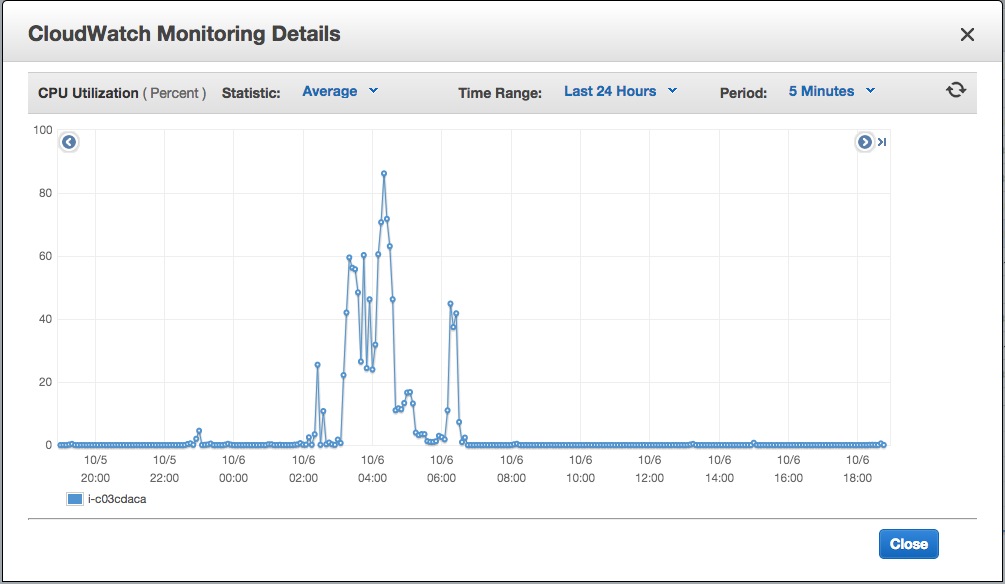 CloudWatch Monitoring Details
CPU Utilization ( Percent ) Statistic: Average Time Range: Last 24 Hours Period: 5 Minutes
100
80
60
40
20
0
10/5 10/5 10/6 10/6 10/6 10/6 10/6 10/6 10/6 10/6 10/6 10/6
20:00 22:00 00:00 02:00 04:00 06:00 08:00 10:00 12:00 14:00 16:00 18:00
i-c03cdaca
Close